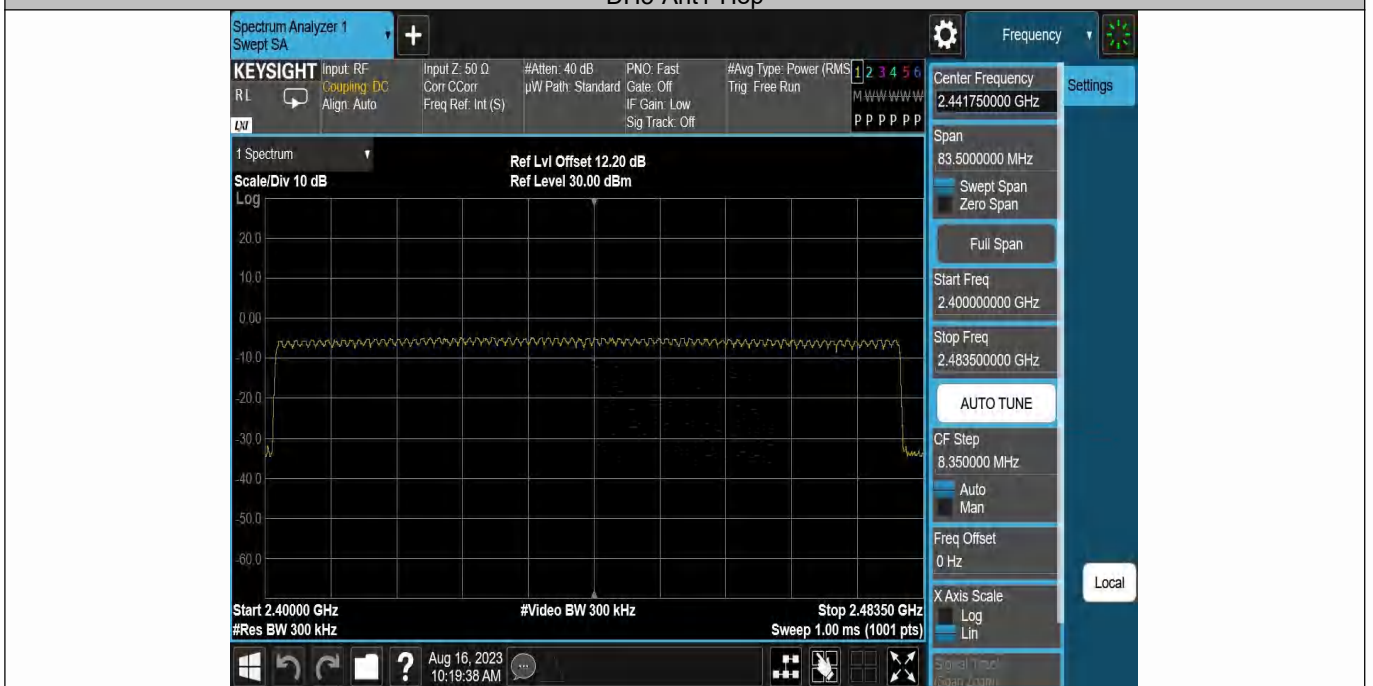 Spectrum Analyzer 1
Swept SA
Frequency
KEYSIGHT
RL
LXI
Input: RF
Coupling: DC
Align: Auto
Input Z: 50 Ω
Corr CCorr
Freq Ref: Int (S)
#Atten: 40 dB
µW Path: Standard
PNO: Fast
Gate: Off
IF Gain: Low
Sig Track: Off
#Avg Type: Power (RMS
Trig: Free Run
1 2 3 4 5 6
M W W W W W
P P P P P P
1 Spectrum
Scale/Div 10 dB
Log
Ref Lvl Offset 12.20 dB
Ref Level 30.00 dBm
20.0
10.0
0.00
-10.0
-20.0
-30.0
-40.0
-50.0
-60.0
Start 2.40000 GHz
#Res BW 300 kHz
#Video BW 300 kHz
Stop 2.48350 GHz
Sweep 1.00 ms (1001 pts)
Aug 16, 2023
10:19:38 AM
Center Frequency
2.441750000 GHz
Settings
Span
83.5000000 MHz
Swept Span
Zero Span
Full Span
Start Freq
2.400000000 GHz
Stop Freq
2.483500000 GHz
AUTO TUNE
CF Step
8.350000 MHz
Auto
Man
Freq Offset
0 Hz
X Axis Scale
Log
Lin
Local